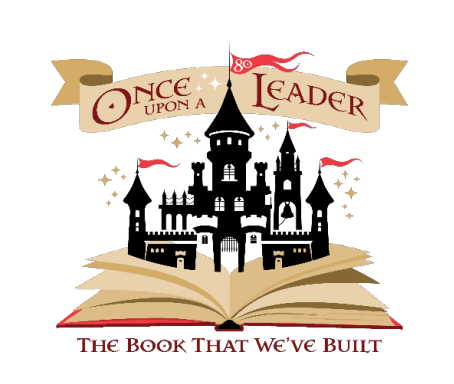 80
ONCE UPON A LEADER
THE BOOK THAT WE'VE BUILT